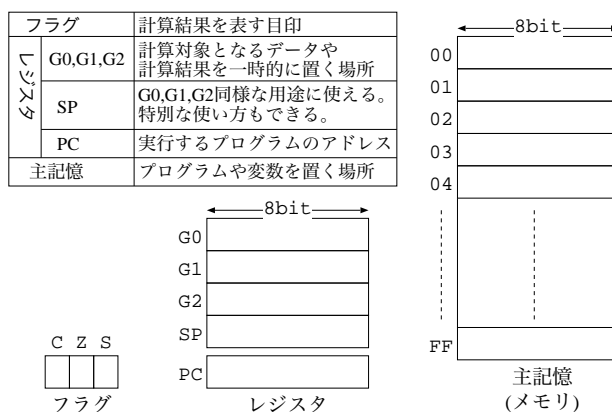 フラグ 計算結果を表す目印
レジスタ
G0,G1,G2 計算対象となるデータや
計算結果を一時的に置く場所
SP G0,G1,G2同様な用途に使える。
特別な使い方もできる。
PC 実行するプログラムのアドレス
主記憶 プログラムや変数を置く場所
8bit
G0
G1
G2
SP
PC
レジスタ
C Z S
フラグ
8bit
00
01
02
03
04
FF
主記憶
(メモリ)